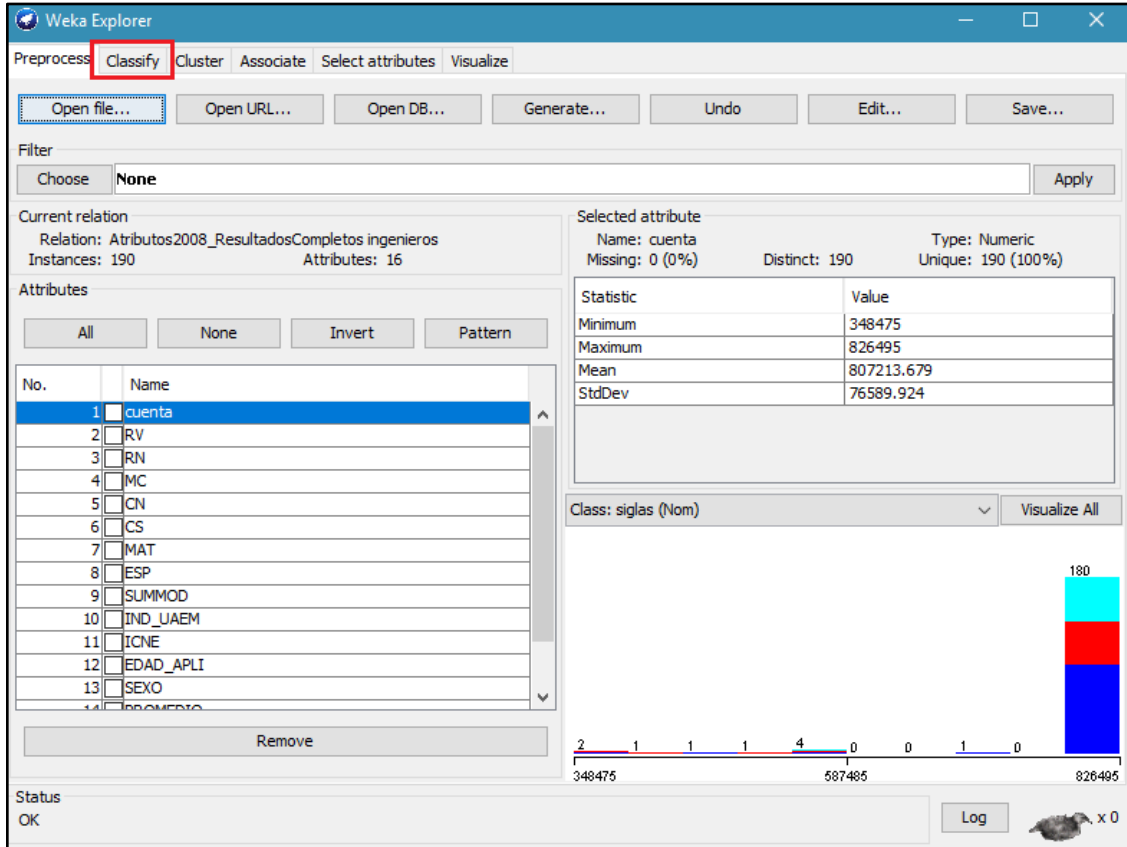 Weka Explorer
Preprocess Classify Cluster Associate Select attributes Visualize
Open file... Open URL... Open DB... Generate... Undo Edit... Save...
Filter
Choose None Apply
Current relation
Relation: Atributos2008_ResultadosCompletos ingenieros
Instances: 190 Attributes: 16
Attributes
All None Invert Pattern
No. Name
1 cuenta
2 RV
3 RN
4 MC
5 CN
6 CS
7 MAT
8 ESP
9 SUMMOD
10 IND_UAEM
11 ICNE
12 EDAD_APLI
13 SEXO
14 PROMEDIO
Remove
Selected attribute
Name: cuenta Type: Numeric
Missing: 0 (0%) Distinct: 190 Unique: 190 (100%)
Statistic Value
Minimum 348475
Maximum 826495
Mean 807213.679
StdDev 76589.924
Class: siglas (Nom) Visualize All
180
2 1 1 1 4 0 0 1 0
348475 587485 826495
Status
OK Log x 0